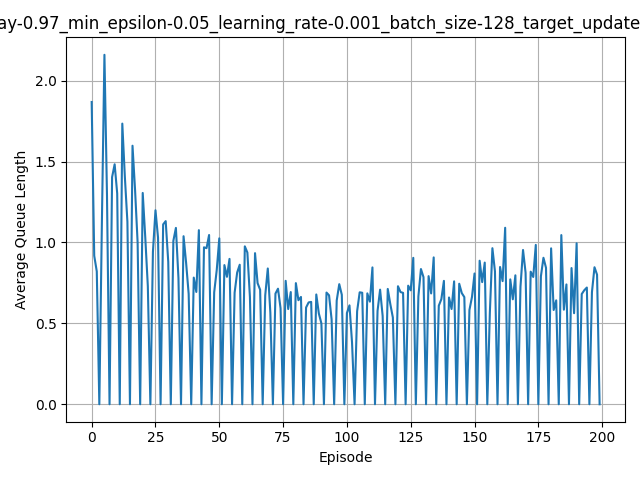 ay-0.97_min_epsilon-0.05_learning_rate-0.001_batch_size-128_target_update
Average Queue Length
2.0
1.5
1.0
0.5
0.0
0 25 50 75 100 125 150 175 200
Episode